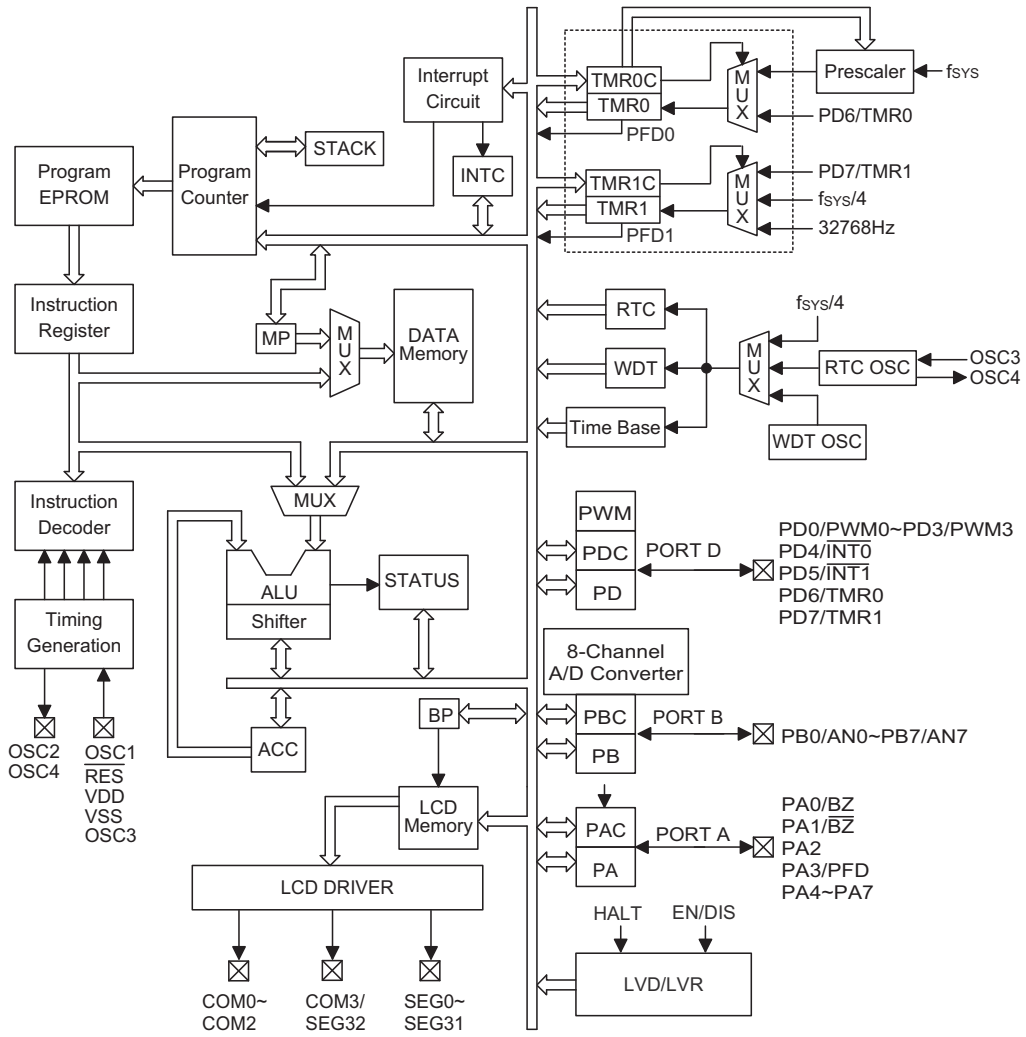 Interrupt
Circuit
STACK
Program
EPROM
Program
Counter
INTC
TMR0C
TMR0
PFD0
MUX
Prescaler
fSYS
PD6/TMR0
TMR1C
TMR1
PFD1
MUX
PD7/TMR1
fSYS/4
32768Hz
Instruction
Register
MP
MUX
DATA
Memory
RTC
WDT
Time Base
MUX
fSYS/4
RTC OSC
OSC3
OSC4
WDT OSC
Instruction
Decoder
MUX
ALU
Shifter
STATUS
Timing
Generation
OSC2
OSC4
OSC1
RES
VDD
VSS
OSC3
ACC
BP
LCD
Memory
LCD DRIVER
COM0~
COM2
COM3/
SEG32
SEG0~
SEG31
PWM
PDC
PD
PORT D
PD0/PWM0~PD3/PWM3
PD4/INT0
PD5/INT1
PD6/TMR0
PD7/TMR1
8-Channel
A/D Converter
PBC
PB
PORT B
PB0/AN0~PB7/AN7
PAC
PA
PORT A
PA0/BZ
PA1/BZ
PA2
PA3/PFD
PA4~PA7
HALT
EN/DIS
LVD/LVR